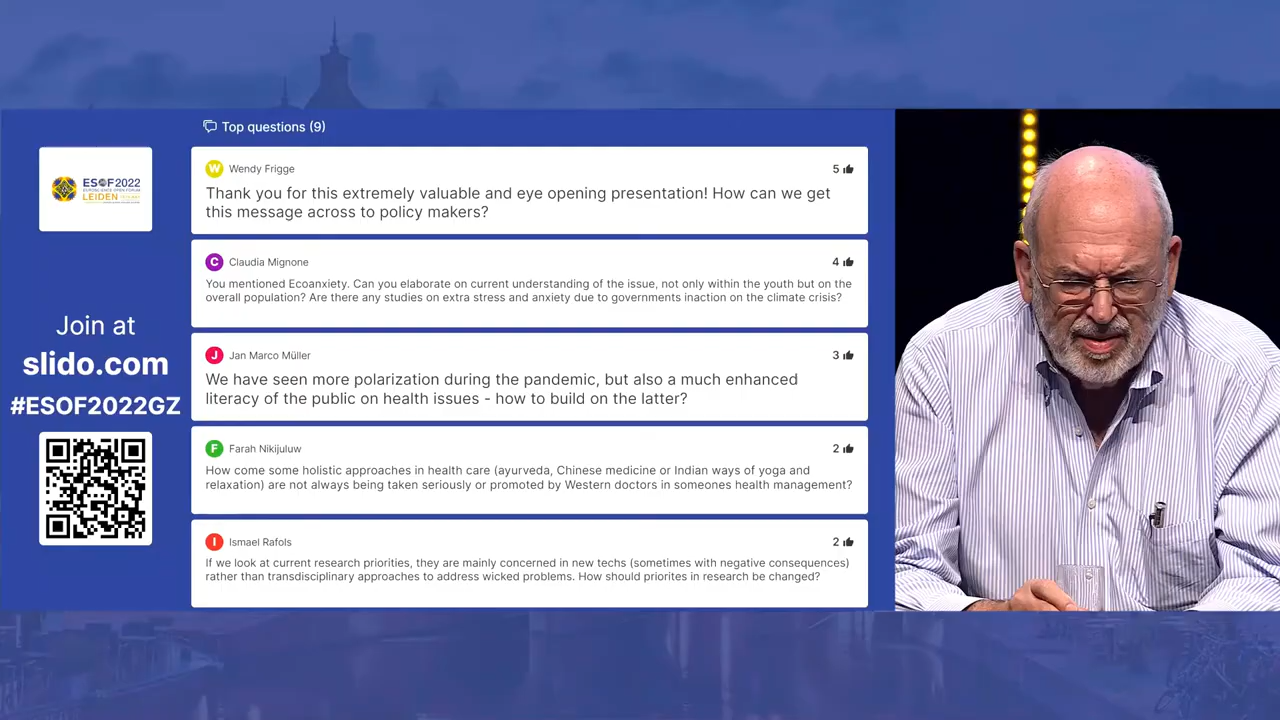 Top questions (9)
ESOF2022
EUROSCIENCE OPEN FORUM
LEIDEN
Join at
slido.com
#ESOF2022GZ
W
Wendy Frigge
5
Thank you for this extremely valuable and eye opening presentation! How can we get
this message across to policy makers?
C
Claudia Mignone
4
You mentioned Ecoanxiety. Can you elaborate on current understanding of the issue, not only within the youth but on the
overall population? Are there any studies on extra stress and anxiety due to governments inaction on the climate crisis?
J
Jan Marco Müller
3
We have seen more polarization during the pandemic, but also a much enhanced
literacy of the public on health issues - how to build on the latter?
F
Farah Nikijuluw
2
How come some holistic approaches in health care (ayurveda, Chinese medicine or Indian ways of yoga and
relaxation) are not always being taken seriously or promoted by Western doctors in someones health management?
I
Ismael Rafols
2
If we look at current research priorities, they are mainly concerned in new techs (sometimes with negative consequences)
rather than transdisciplinary approaches to address wicked problems. How should priorites in research be changed?